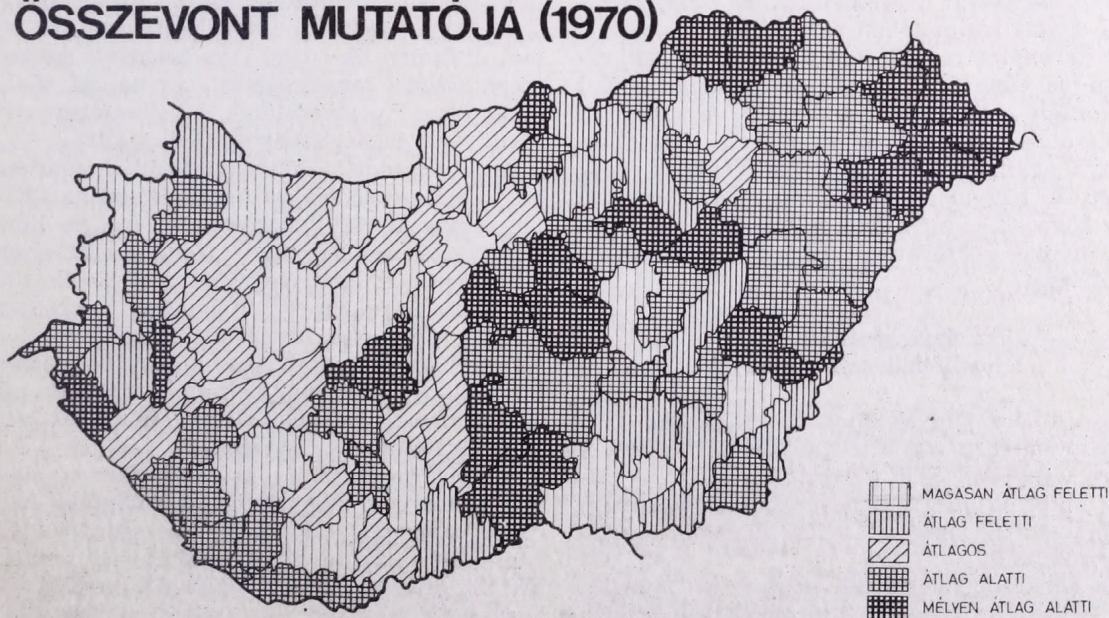 ÖSSZEVONT MUTATÓJA (1970)
MAGASAN ÁTLAG FELETTI
ÁTLAG FELETTI
ÁTLAGOS
ÁTLAG ALATTI
MÉLYEN ÁTLAG ALATTI